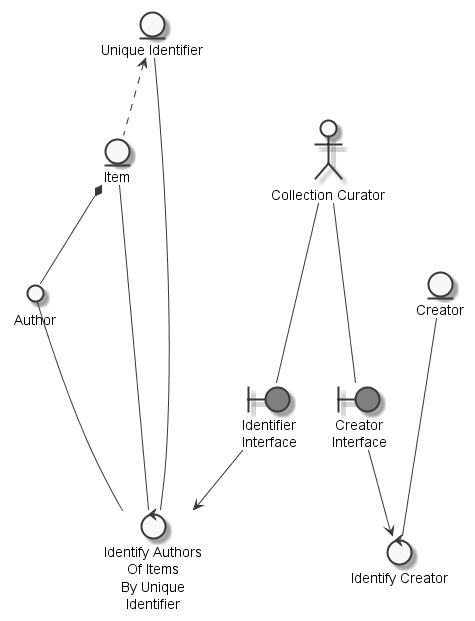 Unique Identifier
Item
Collection Curator
Author
Creator
Identifier
Interface
Creator
Interface
Identify Authors
Of Items
By Unique
Identifier
Identify Creator